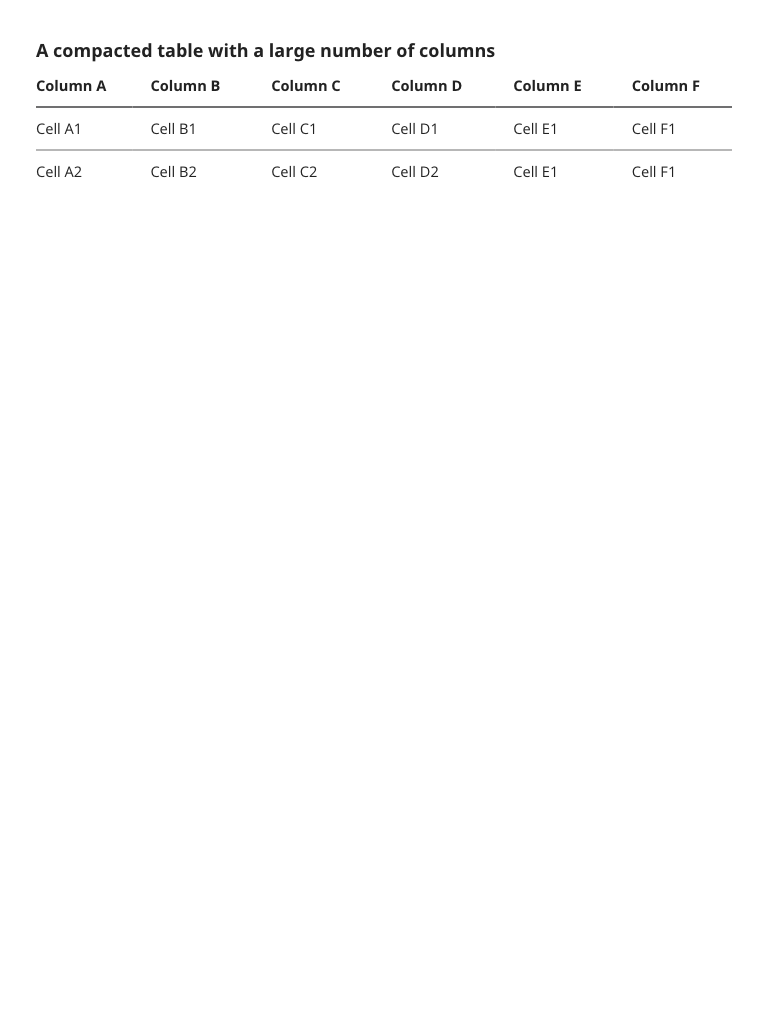 A compacted table with a large number of columns
Column A Column B Column C Column D Column E Column F
Cell A1 Cell B1 Cell C1 Cell D1 Cell E1 Cell F1
Cell A2 Cell B2 Cell C2 Cell D2 Cell E1 Cell F1